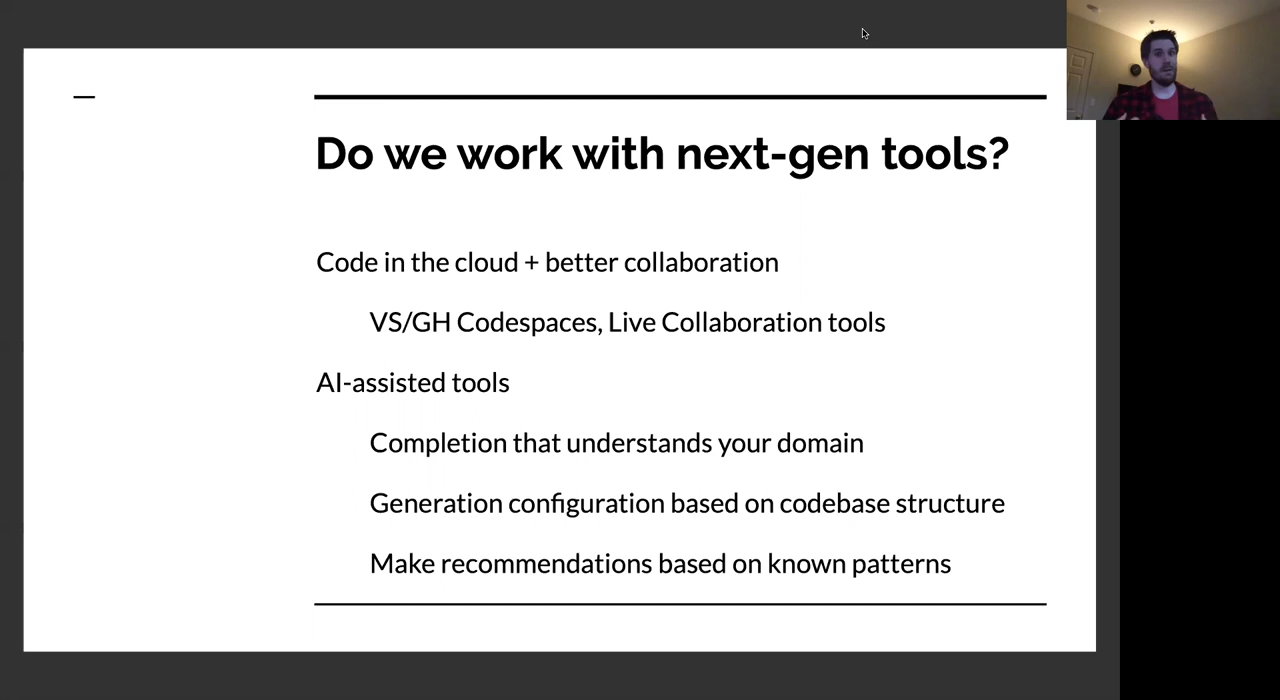 Do we work with next-gen tools?
Code in the cloud + better collaboration
VS/GH Codespaces, Live Collaboration tools
AI-assisted tools
Completion that understands your domain
Generation configuration based on codebase structure
Make recommendations based on known patterns